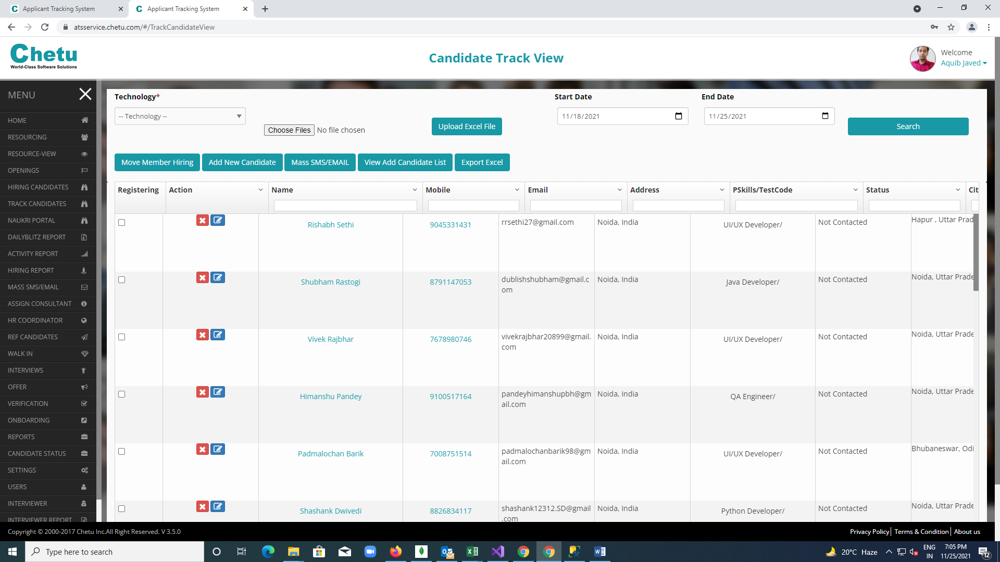 Applicant Tracking System
Applicant Tracking System
atsservice.chetu.com/#/TrackCandidateView
Chetu
World-Class Software Solutions
Candidate Track View
Welcome
Aquib Javed
MENU
HOME
RESOURCING
RESOURCE-VIEW
OPENINGS
HIRING CANDIDATES
TRACK CANDIDATES
NAUKRI PORTAL
DAILYBLITZ REPORT
ACTIVITY REPORT
HIRING REPORT
MASS SMS/EMAIL
ASSIGN CONSULTANT
HR COORDINATOR
REF CANDIDATES
WALK IN
INTERVIEWS
OFFER
VERIFICATION
ONBOARDING
REPORTS
CANDIDATE STATUS
SETTINGS
USERS
INTERVIEWER
INTERVIEWER REPORT
Technology*
-- Technology --
Choose Files No file chosen
Upload Excel File
Start Date
11/18/2021
End Date
11/25/2021
Search
Move Member Hiring
Add New Candidate
Mass SMS/EMAIL
View Add Candidate List
Export Excel
Registering Action Name Mobile Email Address PSkills/TestCode Status Cit
Rishabh Sethi 9045331431 rrsethi27@gmail.com Noida, India UI/UX Developer/ Not Contacted Hapur , Uttar Prad
Shubham Rastogi 8791147053 dublishshubham@gmail.c Noida, India Java Developer/ Not Contacted Noida, Uttar Prade
om
Vivek Rajbhar 7678980746 vivekrajbhar20899@gmail. Noida, India UI/UX Developer/ Not Contacted Noida, Uttar Prade
com
Himanshu Pandey 9100517164 pandeyhimanshupbh@gm Noida, India QA Engineer/ Not Contacted Noida, Uttar Prade
ail.com
Padmalochan Barik 7008751514 padmalochanbarik98@gm Noida, India UI/UX Developer/ Not Contacted Bhubaneswar, Odi
ail.com
Shashank Dwivedi 8826834117 shashank12312.SD@gmail Noida, India Python Developer/ Not Contacted Noida, Uttar Prade
.com
Copyright © 2000-2017 Chetu Inc.All Right Reserved. V 3.5.0
Privacy Policy Terms & Condition About us
Type here to search
20°C Haze
ENG
IN
7:05 PM
11/25/2021
12